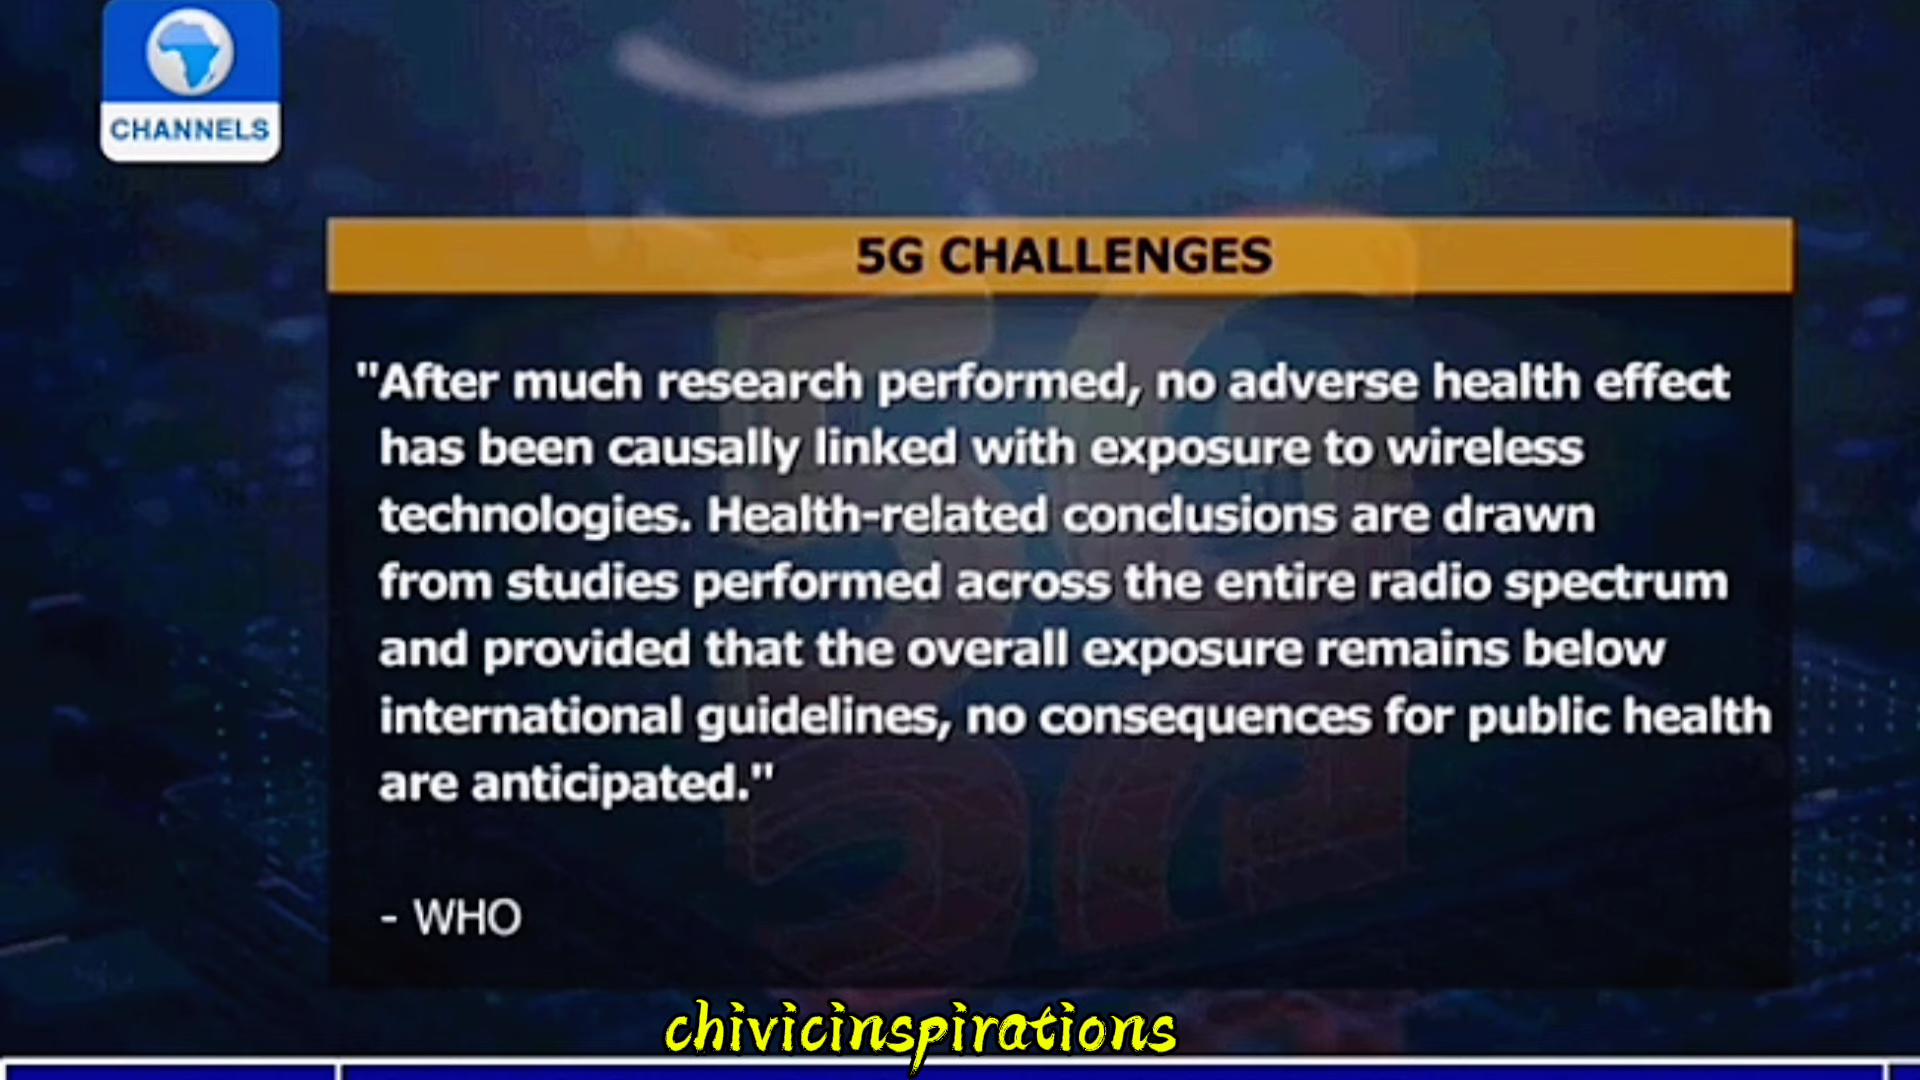 CHANNELS
5G CHALLENGES
"After much research performed, no adverse health effect
has been causally linked with exposure to wireless
technologies. Health-related conclusions are drawn
from studies performed across the entire radio spectrum
and provided that the overall exposure remains below
international guidelines, no consequences for public health
are anticipated."
- WHO
chivicinspirations